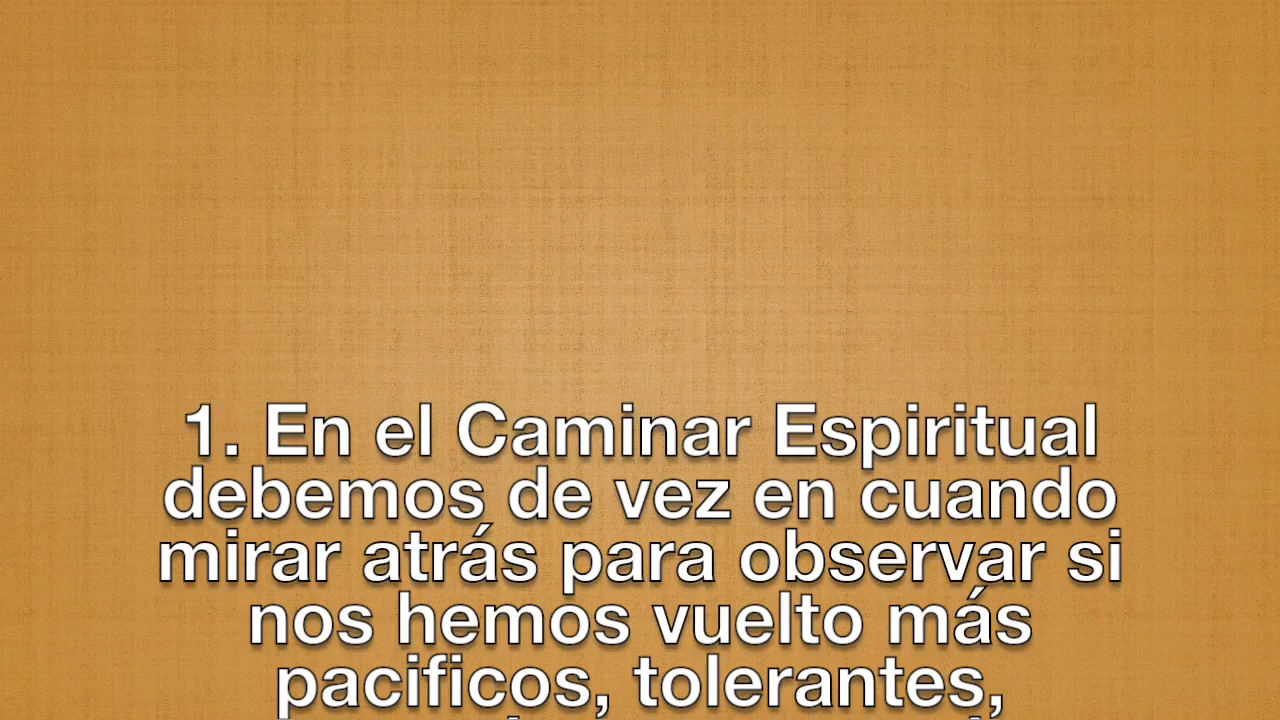 1. En el Caminar Espiritual
debemos de vez en cuando
mirar atrás para observar si
nos hemos vuelto más
pacificos, tolerantes,